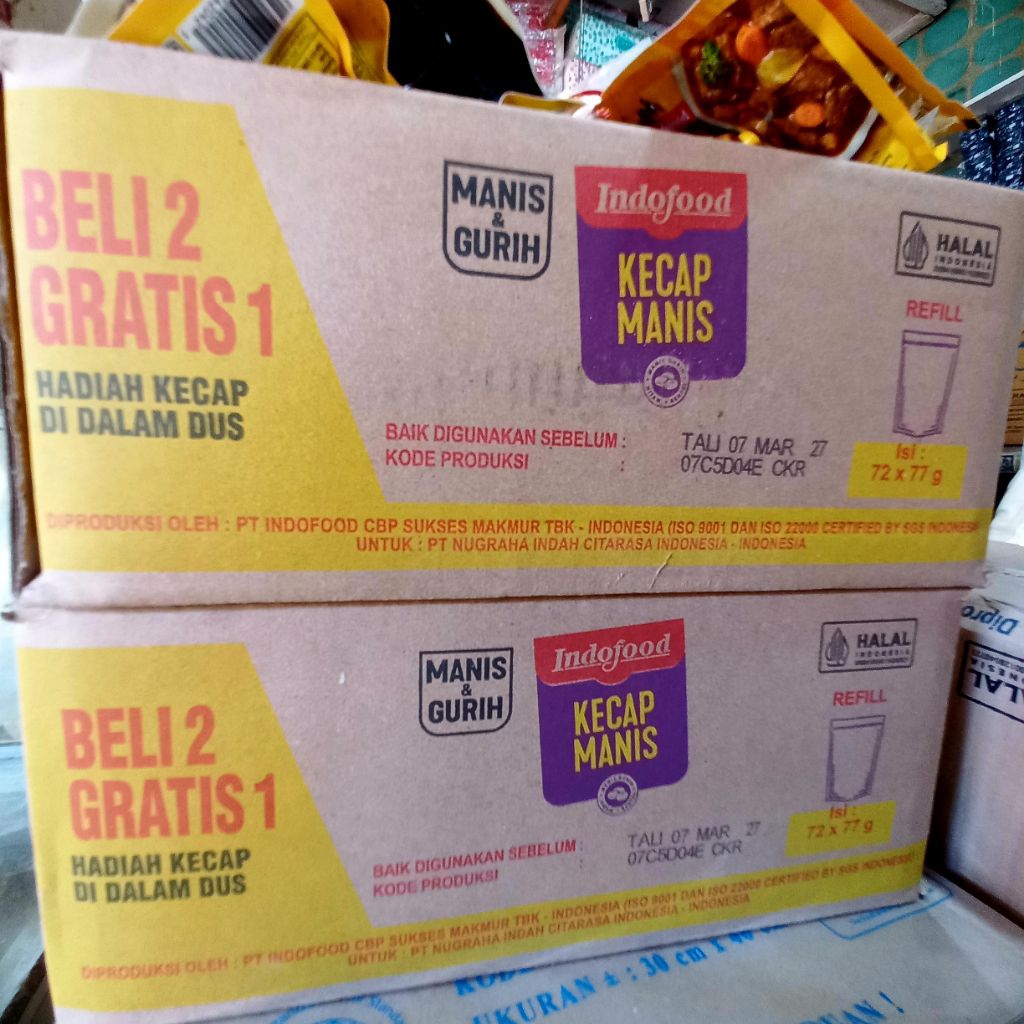 BELI 2
GRATIS 1
HADIAH KECAP
DI DALAM DUS
MANIS
&
GURIH
Indofood
KECAP
MANIS
HALAL
INDONESIA
REFILL
BAIK DIGUNAKAN SEBELUM : TALI 07 MAR 27
KODE PRODUKSI : 07C5D04E CKR
Isi :
72 x 77 g
DIPRODUKSI OLEH : PT INDOFOOD CBP SUKSES MAKMUR TBK - INDONESIA (ISO 9001 DAN ISO 22000 CERTIFIED BY SGS INDONESIA
UNTUK : PT NUGRAHA INDAH CITARASA INDONESIA - INDONESIA
BELI 2
GRATIS 1
HADIAH KECAP
DI DALAM DUS
MANIS
&
GURIH
Indofood
KECAP
MANIS
HALAL
INDONESIA
REFILL
BAIK DIGUNAKAN SEBELUM : TALI 07 MAR 27
KODE PRODUKSI : 07C5D04E CKR
Isi :
72 x 77 g
DIPRODUKSI OLEH : PT INDOFOOD CBP SUKSES MAKMUR TBK - INDONESIA (ISO 9001 DAN ISO 22000 CERTIFIED BY SGS INDONESIA)
UNTUK : PT NUGRAHA INDAH CITARASA INDONESIA - INDONESIA
Dipro
UKURAN ± : 30 cm x